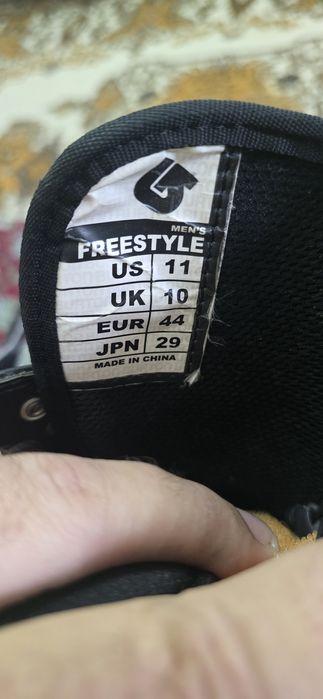 MEN'S
FREESTYLE
US 11
UK 10
EUR 44
JPN 29
MADE IN CHINA